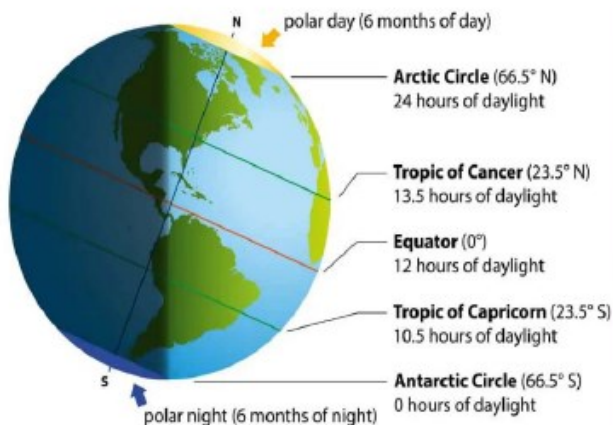 N
polar day (6 months of day)
Arctic Circle (66.5° N)
24 hours of daylight
Tropic of Cancer (23.5° N)
13.5 hours of daylight
Equator (0°)
12 hours of daylight
Tropic of Capricorn (23.5° S)
10.5 hours of daylight
Antarctic Circle (66.5° S)
0 hours of daylight
S
polar night (6 months of night)